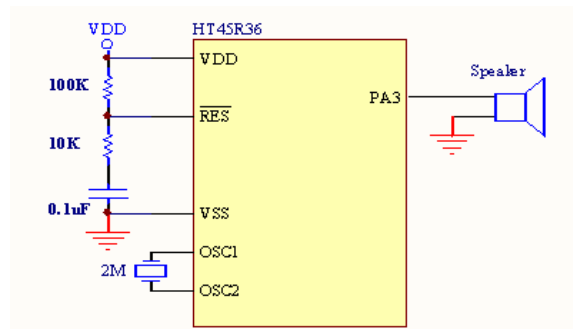 VDD
HT45R36
VDD
Speaker
100K
PA3
RES
10K
0.1uF
VSS
OSC1
2M
OSC2